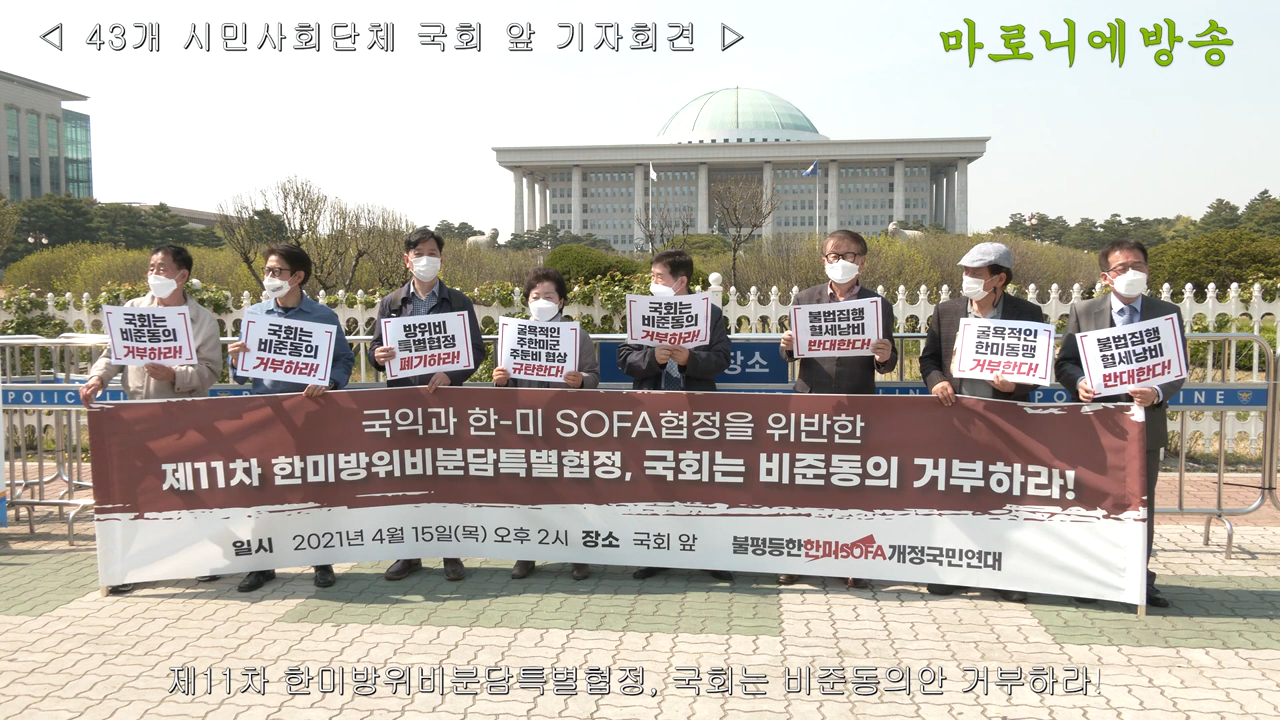 ◁ 43개 시민사회단체 국회 앞 기자회견 ▷
마로니에방송
국회는
비준동의
거부하라!
국회는
비준동의
거부하라!
방위비
특별협정
폐기하라!
굴욕적인
주한미군
주둔비 협상
규탄한다!
국회는
비준동의
거부하라!
불법집행
혈세낭비
반대한다!
굴욕적인
한미동맹
거부한다!
불법집행
혈세낭비
반대한다!
장소
POLICE LINE
국익과 한-미 SOFA협정을 위반한
제11차 한미방위비분담특별협정, 국회는 비준동의 거부하라!
일시 2021년 4월 15일(목) 오후 2시 장소 국회 앞
불평등한한미SOFA개정국민연대
제11차 한미방위비분담특별협정, 국회는 비준동의안 거부하라!